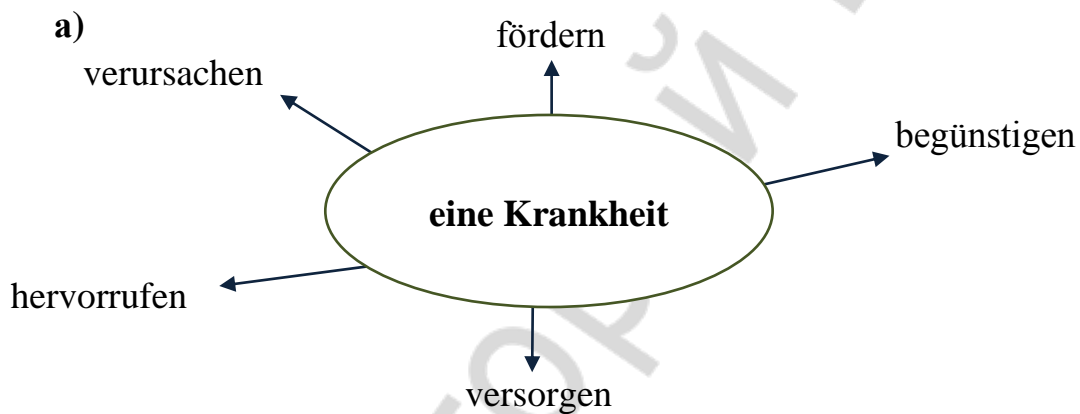 a)
fördern
verursachen
begünstigen
eine Krankheit
hervorrufen
versorgen